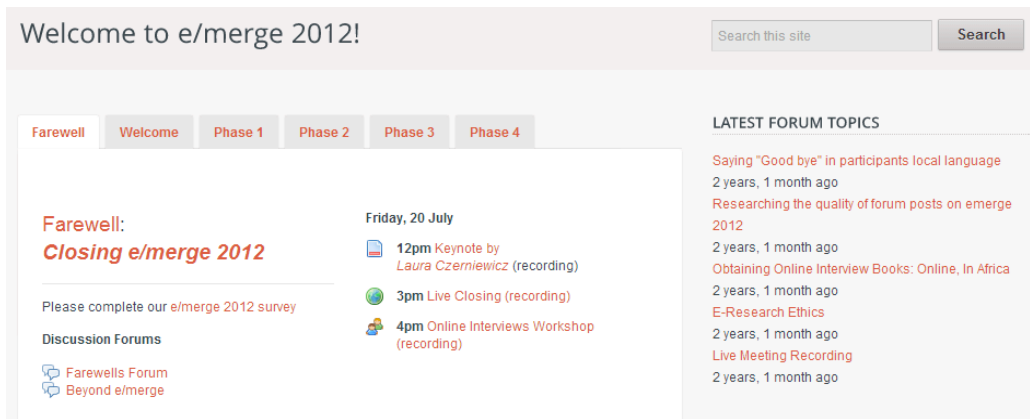 Welcome to e/merge 2012!
Search this site
Search
Farewell
Welcome
Phase 1
Phase 2
Phase 3
Phase 4
Farewell:
Closing e/merge 2012
Please complete our e/merge 2012 survey
Discussion Forums
Farewells Forum
Beyond e/merge
Friday, 20 July
12pm Keynote by
Laura Czerniewicz (recording)
3pm Live Closing (recording)
4pm Online Interviews Workshop
(recording)
LATEST FORUM TOPICS
Saying "Good bye" in participants local language
2 years, 1 month ago
Researching the quality of forum posts on emerge
2012
2 years, 1 month ago
Obtaining Online Interview Books: Online, In Africa
2 years, 1 month ago
E-Research Ethics
2 years, 1 month ago
Live Meeting Recording
2 years, 1 month ago